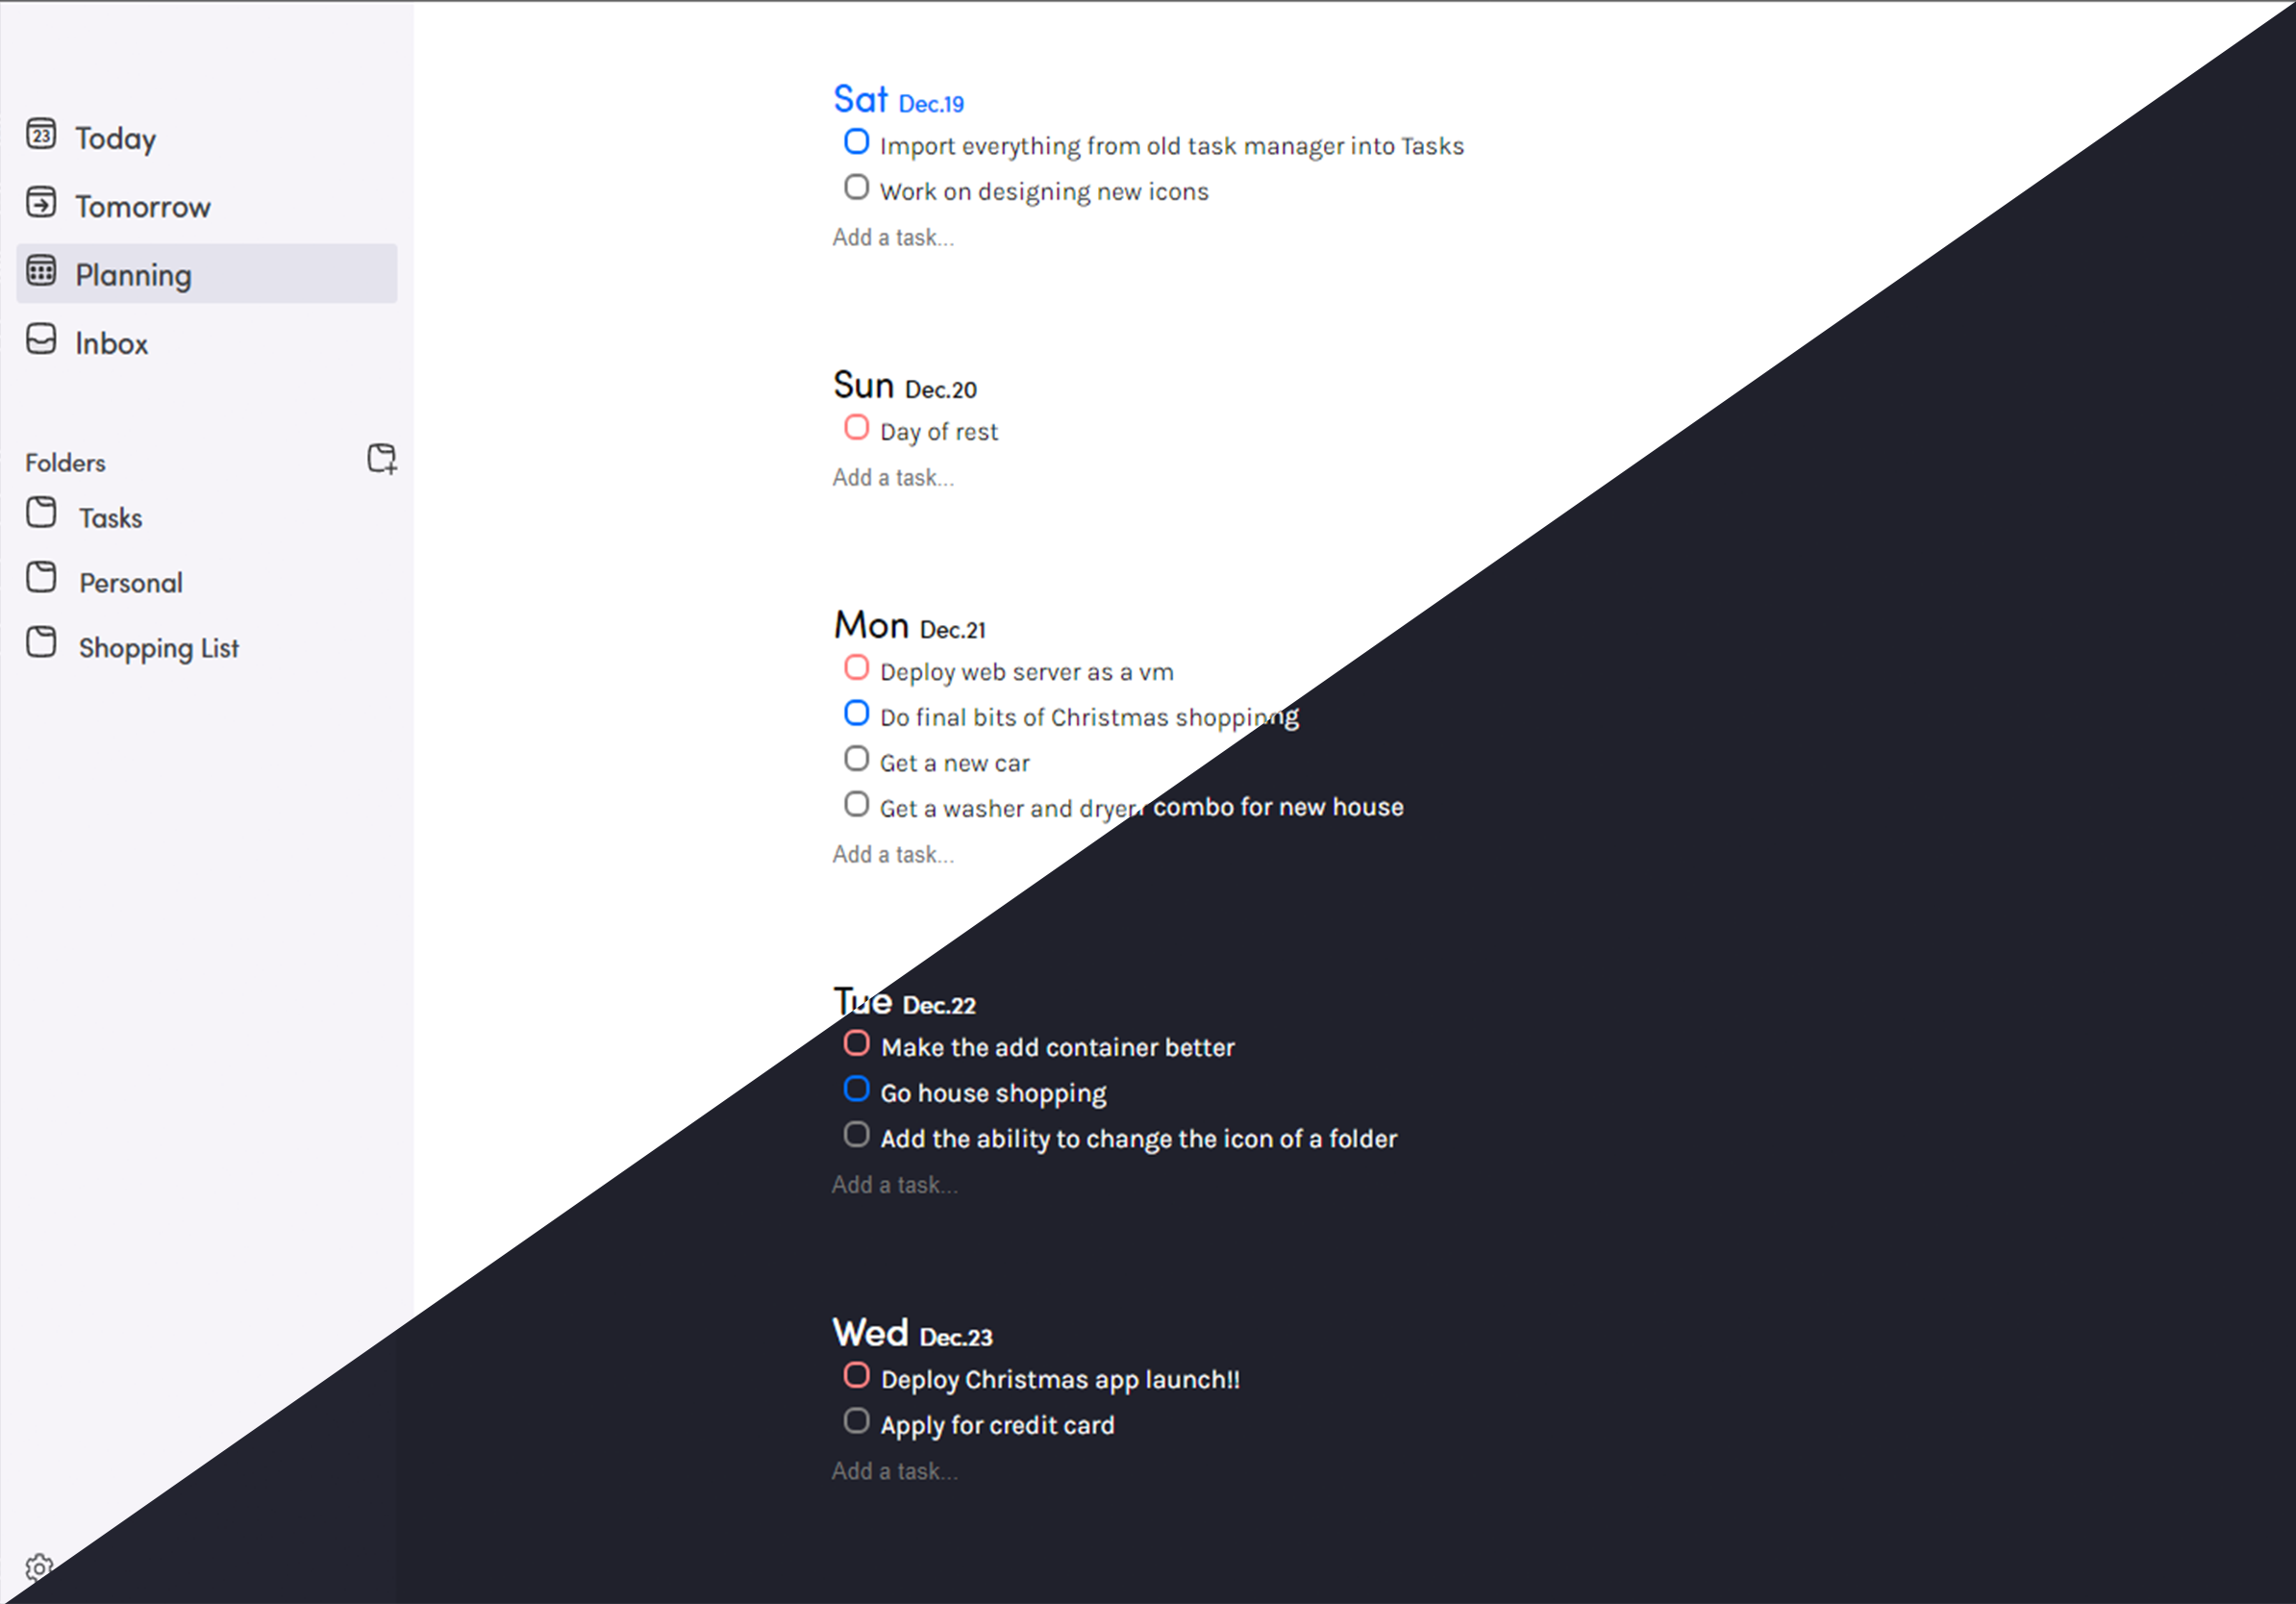 23 Today
Tomorrow
Planning
Inbox
Folders
Tasks
Personal
Shopping List
Sat Dec.19
Import everything from old task manager into Tasks
Work on designing new icons
Add a task...
Sun Dec.20
Day of rest
Add a task...
Mon Dec.21
Deploy web server as a vm
Do final bits of Christmas shopping
Get a new car
Get a washer and dryer combo for new house
Add a task...
Tue Dec.22
Make the add container better
Go house shopping
Add the ability to change the icon of a folder
Add a task...
Wed Dec.23
Deploy Christmas app launch!!
Apply for credit card
Add a task...